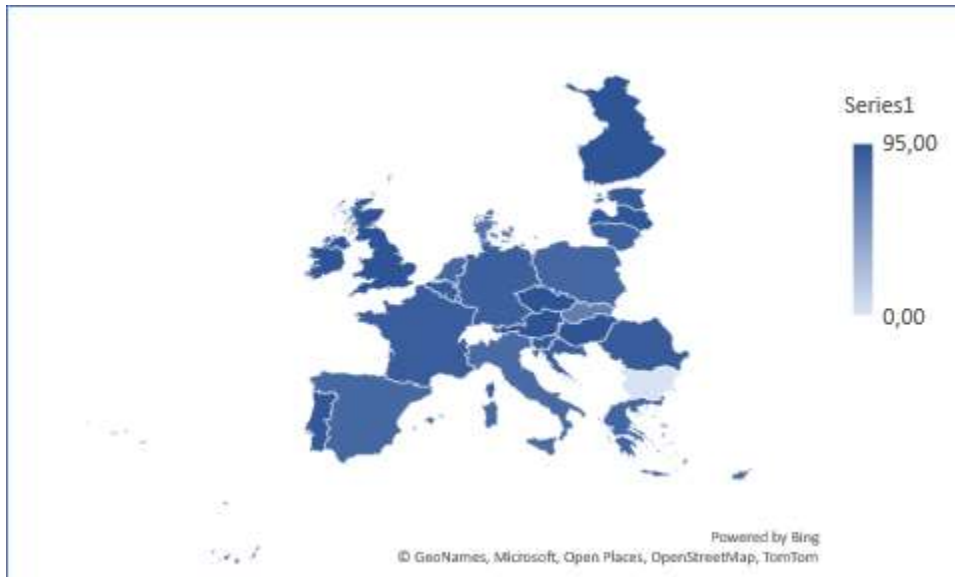 Series1
95,00
0,00
Powered by Bing
© GeoNames, Microsoft, Open Places, OpenStreetMap, TomTom